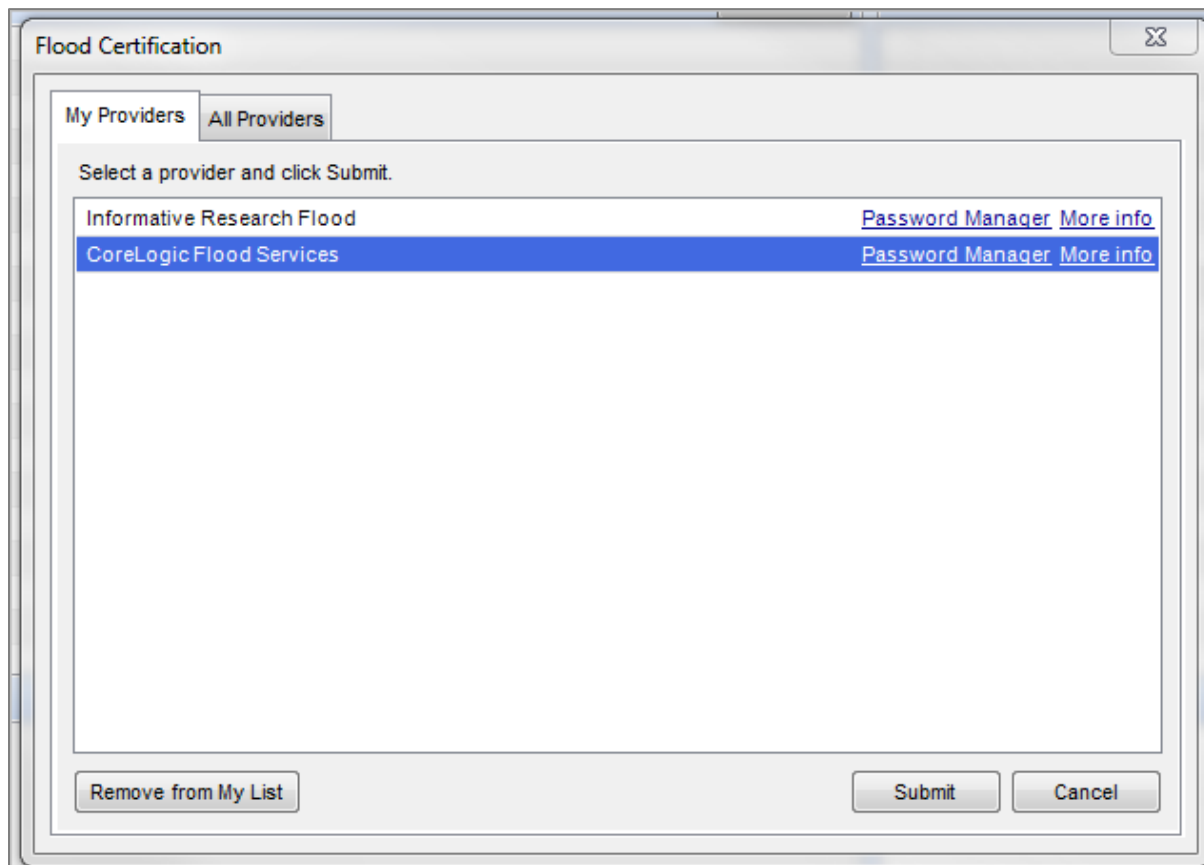 Flood Certification
My Providers All Providers
Select a provider and click Submit.
Informative Research Flood Password Manager More info
CoreLogic Flood Services Password Manager More info
Remove from My List Submit Cancel